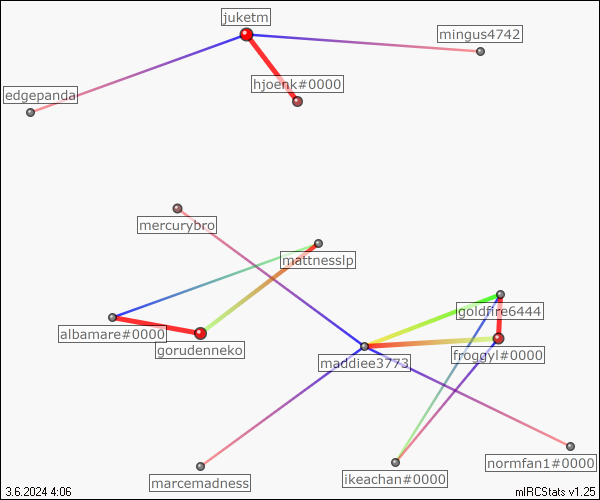 juketm
mingus4742
hjoenk#0000
edgepanda
mercurybro
mattnesslp
goldfire6444
albamare#0000
gorudenneko
froggyl#0000
maddiee3773
normfan1#0000
ikeachan#0000
marcemadness
3.6.2024 4:06
mIRCStats v1.25